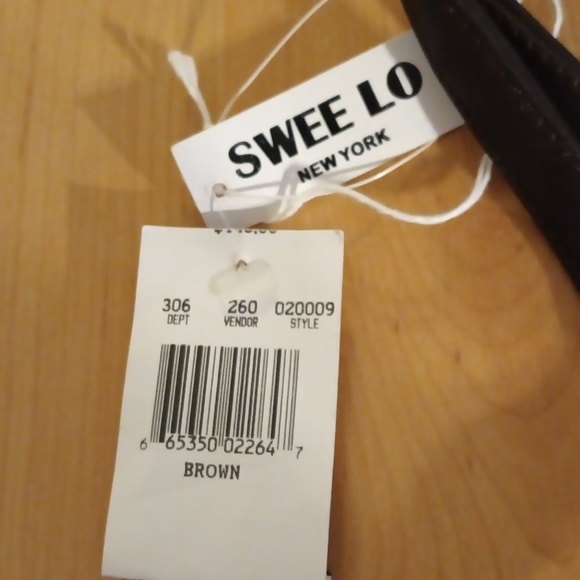 SWEE LO
NEW YORK
306 260 020009
DEPT VENDOR STYLE
6 65350 02264 7
BROWN